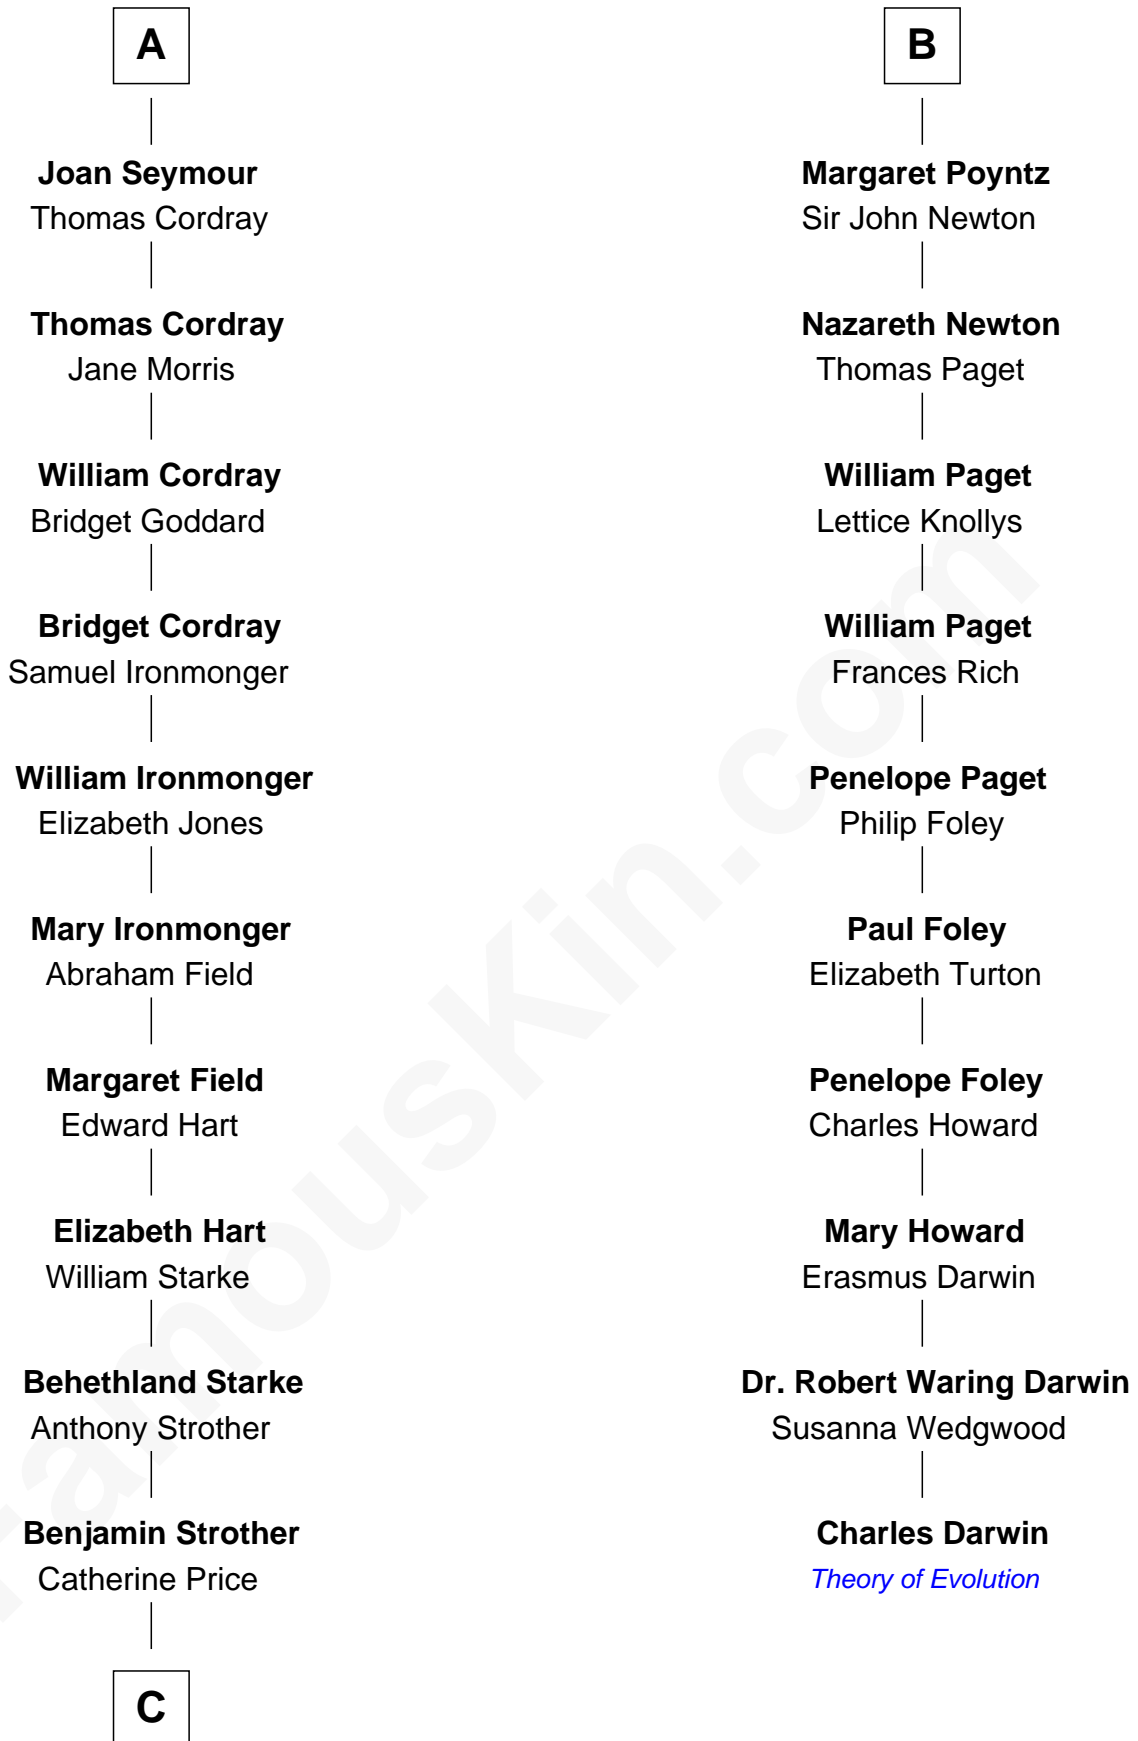 A
Joan Seymour
Thomas Cordray
Thomas Cordray
Jane Morris
William Cordray
Bridget Goddard
Bridget Cordray
Samuel Ironmonger
William Ironmonger
Elizabeth Jones
Mary Ironmonger
Abraham Field
Margaret Field
Edward Hart
Elizabeth Hart
William Starke
Behethland Starke
Anthony Strother
Benjamin Strother
Catherine Price
C
B
Margaret Poyntz
Sir John Newton
Nazareth Newton
Thomas Paget
William Paget
Lettice Knollys
William Paget
Frances Rich
Penelope Paget
Philip Foley
Paul Foley
Elizabeth Turton
Penelope Foley
Charles Howard
Mary Howard
Erasmus Darwin
Dr. Robert Waring Darwin
Susanna Wedgwood
Charles Darwin
Theory of Evolution
FamousKin.com